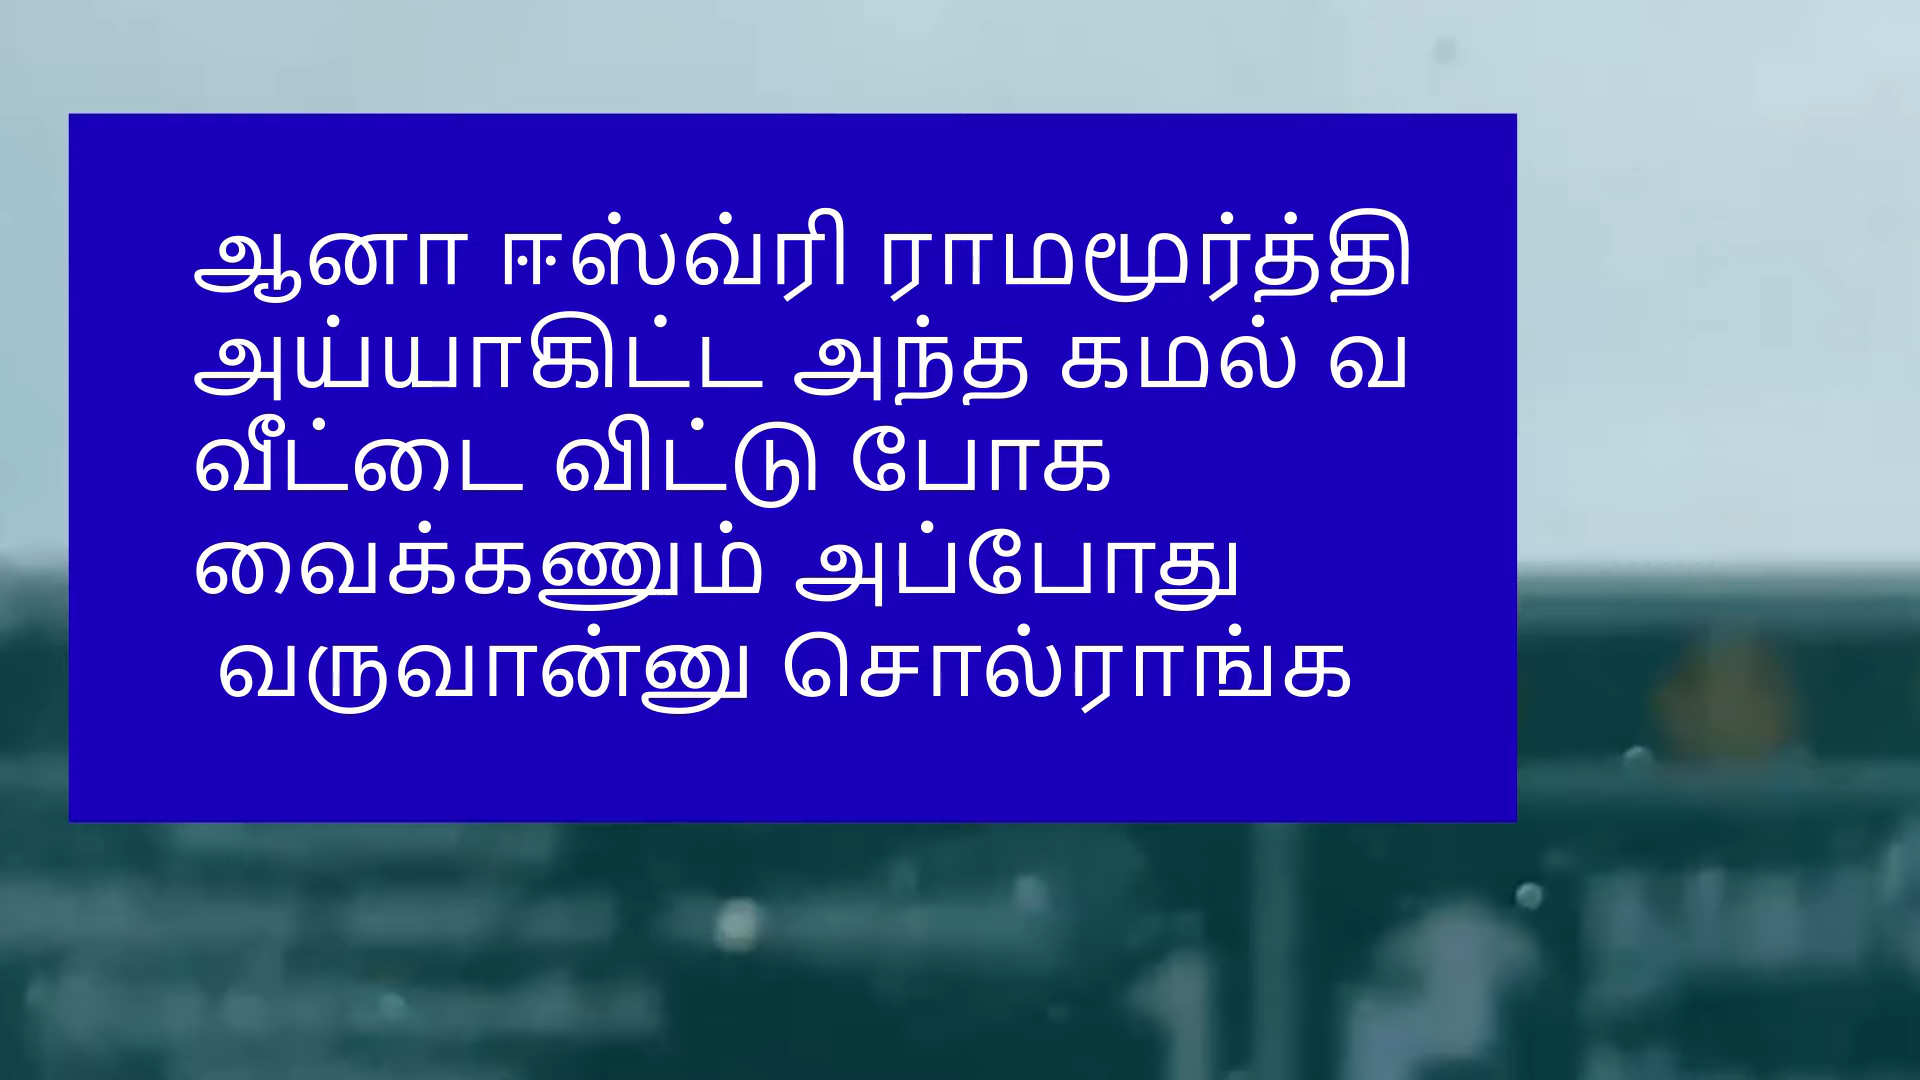 ஆனா ஈஸ்வ்ரி ராமமூர்த்தி
அய்யாகிட்ட அந்த கமல் வ
வீட்டை விட்டு போக
வைக்கணும் அப்போது
வருவான்னு சொல்ராங்க